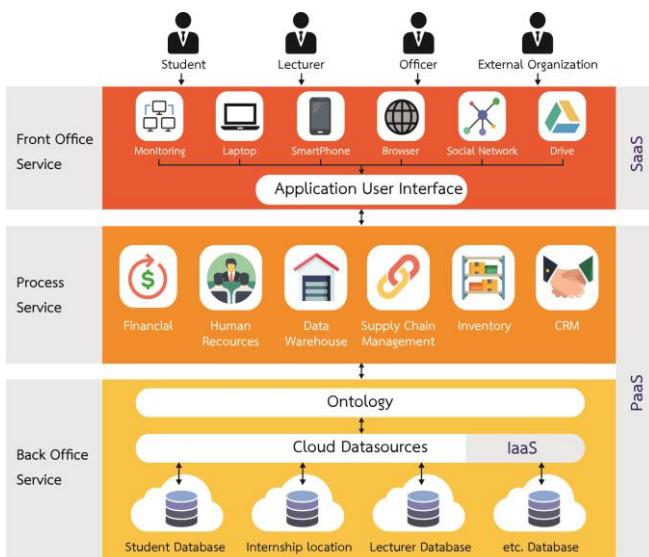 Student
Lecturer
Officer
External Organization
Front Office
Service
Monitoring
Laptop
SmartPhone
Browser
Social Network
Drive
Application User Interface
SaaS
Process
Service
Financial
Human
Recources
Data
Warehouse
Supply Chain
Management
Inventory
CRM
PaaS
Back Office
Service
Ontology
Cloud Datasources
IaaS
Student Database
Internship location
Lecturer Database
etc. Database